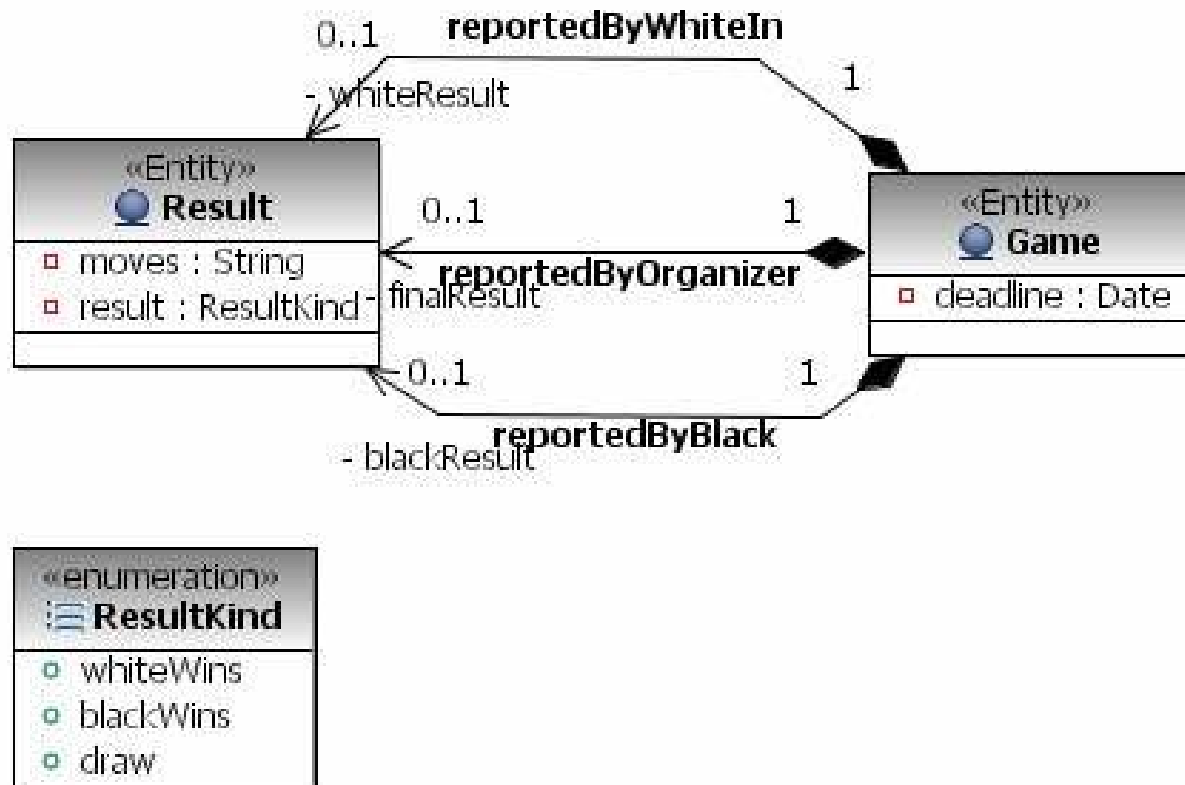 reportedByWhiteIn
0..1
1
- whiteResult
«Entity»
Result
moves : String
result : ResultKind
0..1
1
reportedByOrganizer
- finalResult
«Entity»
Game
deadline : Date
0..1
1
reportedByBlack
- blackResult
«enumeration»
ResultKind
whiteWins
blackWins
draw